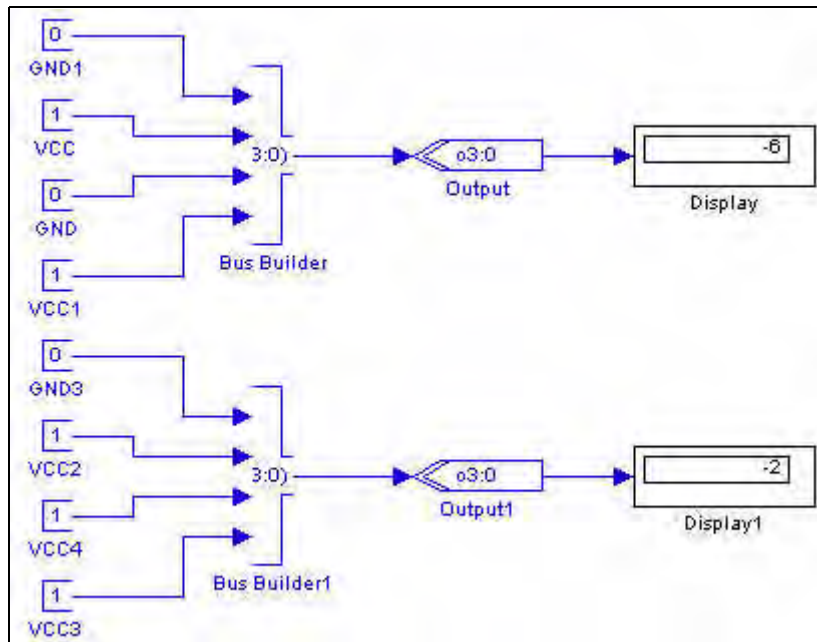 0
GND1
1
VCC
3:0)
o3:0
-6
Output
Display
0
GND
Bus Builder
1
VCC1
0
GND3
1
VCC2
3:0)
o3:0
-2
Output1
Display1
1
VCC4
Bus Builder1
1
VCC3